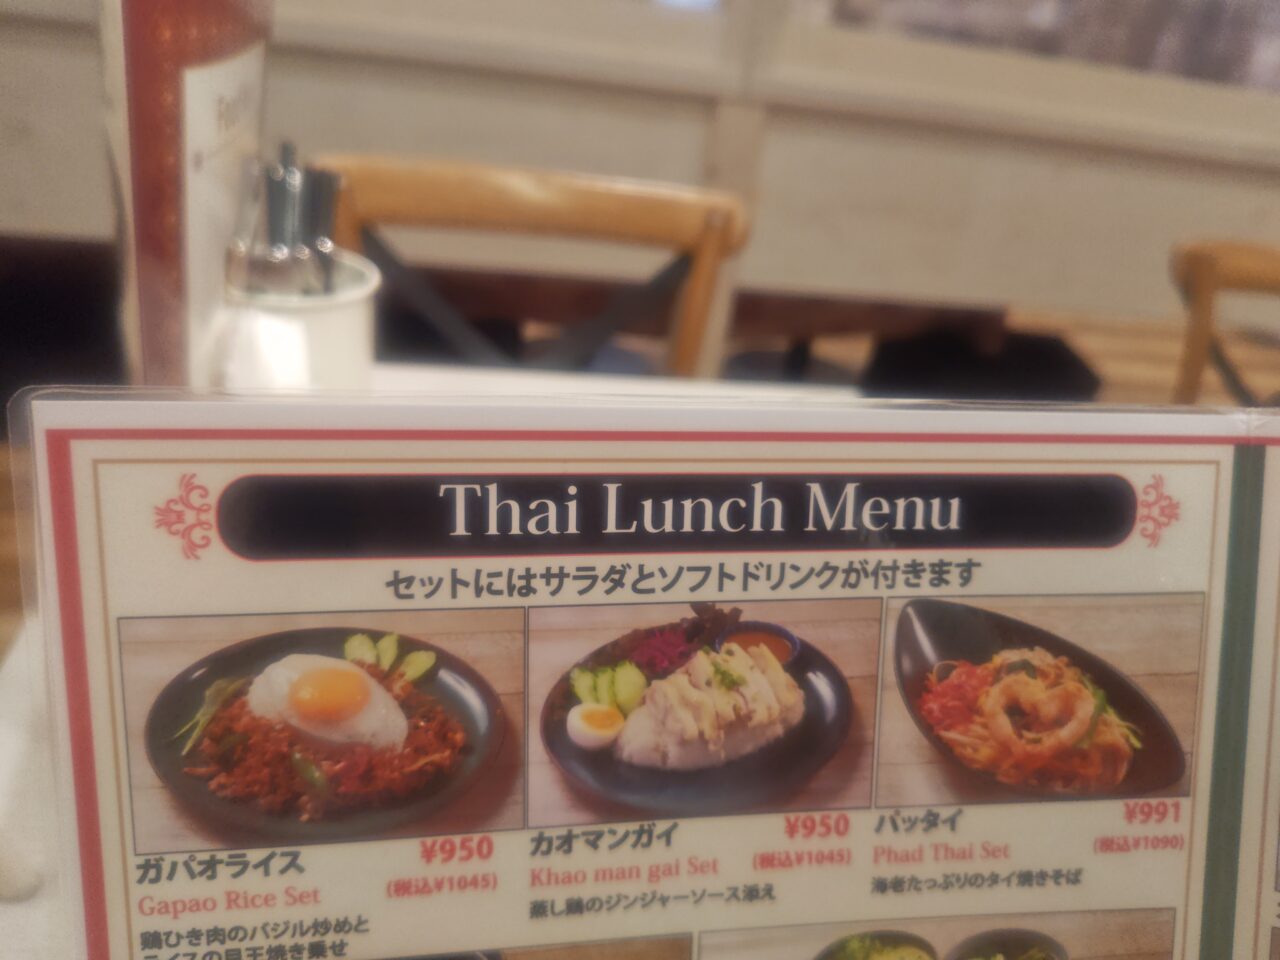 Thai Lunch Menu
セットにはサラダとソフトドリンクが付きます
ガパオライス
¥950
Gapao Rice Set
(税込¥1045)
鶏ひき肉のバジル炒めと
ライスの目玉焼き乗せ
カオマンガイ
¥950
Khao man gai Set
(税込¥1045)
蒸し鶏のジンジャーソース添え
パッタイ
¥991
Phad Thai Set
(税込¥1090)
海老たっぷりのタイ焼きそば